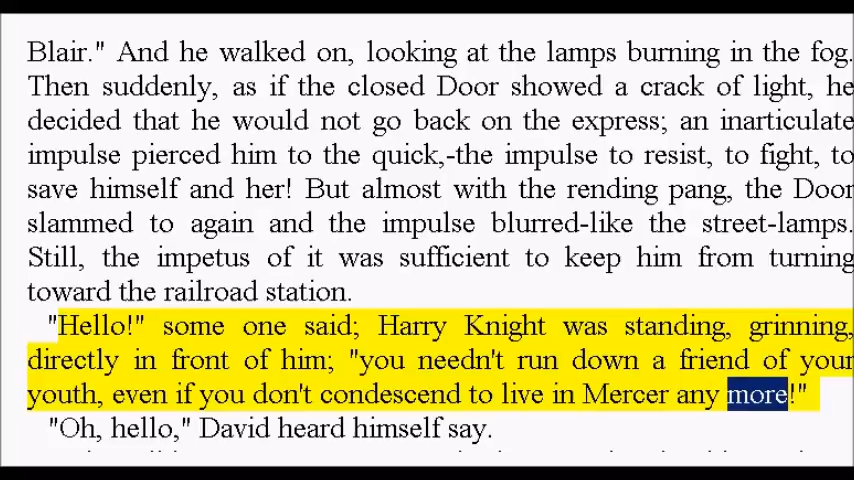 Blair." And he walked on, looking at the lamps burning in the fog.
Then suddenly, as if the closed Door showed a crack of light, he
decided that he would not go back on the express; an inarticulate
impulse pierced him to the quick,-the impulse to resist, to fight, to
save himself and her! But almost with the rending pang, the Door
slammed to again and the impulse blurred-like the street-lamps.
Still, the impetus of it was sufficient to keep him from turning
toward the railroad station.
"Hello!" some one said; Harry Knight was standing, grinning,
directly in front of him; "you needn't run down a friend of your
youth, even if you don't condescend to live in Mercer any more!"
"Oh, hello," David heard himself say.